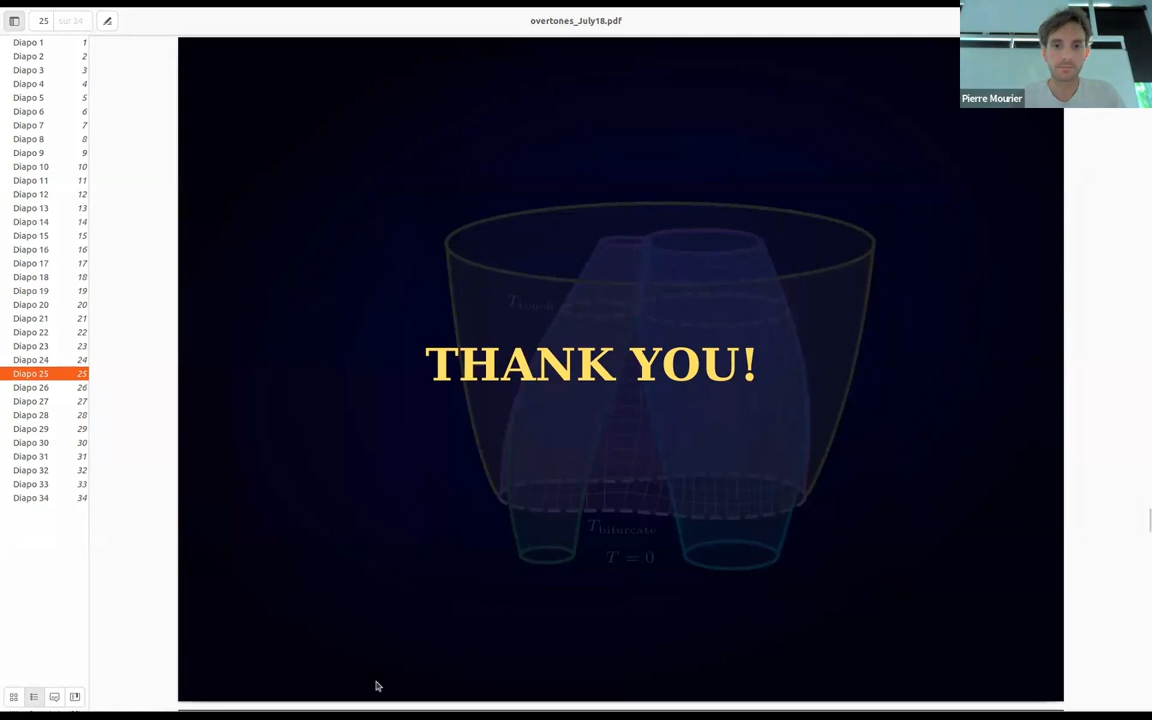 25
sur 34
overtones_July18.pdf
Pierre Mourier
Diapo 1 1
Diapo 2 2
Diapo 3 3
Diapo 4 4
Diapo 5 5
Diapo 6 6
Diapo 7 7
Diapo 8 8
Diapo 9 9
Diapo 10 10
Diapo 11 11
Diapo 12 12
Diapo 13 13
Diapo 14 14
Diapo 15 15
Diapo 16 16
Diapo 17 17
Diapo 18 18
Diapo 19 19
Diapo 20 20
Diapo 21 21
Diapo 22 22
Diapo 23 23
Diapo 24 24
Diapo 25 25
Diapo 26 26
Diapo 27 27
Diapo 28 28
Diapo 29 29
Diapo 30 30
Diapo 31 31
Diapo 32 32
Diapo 33 33
Diapo 34 34
Ttouch
THANK YOU!
Tbifurcate
T = 0